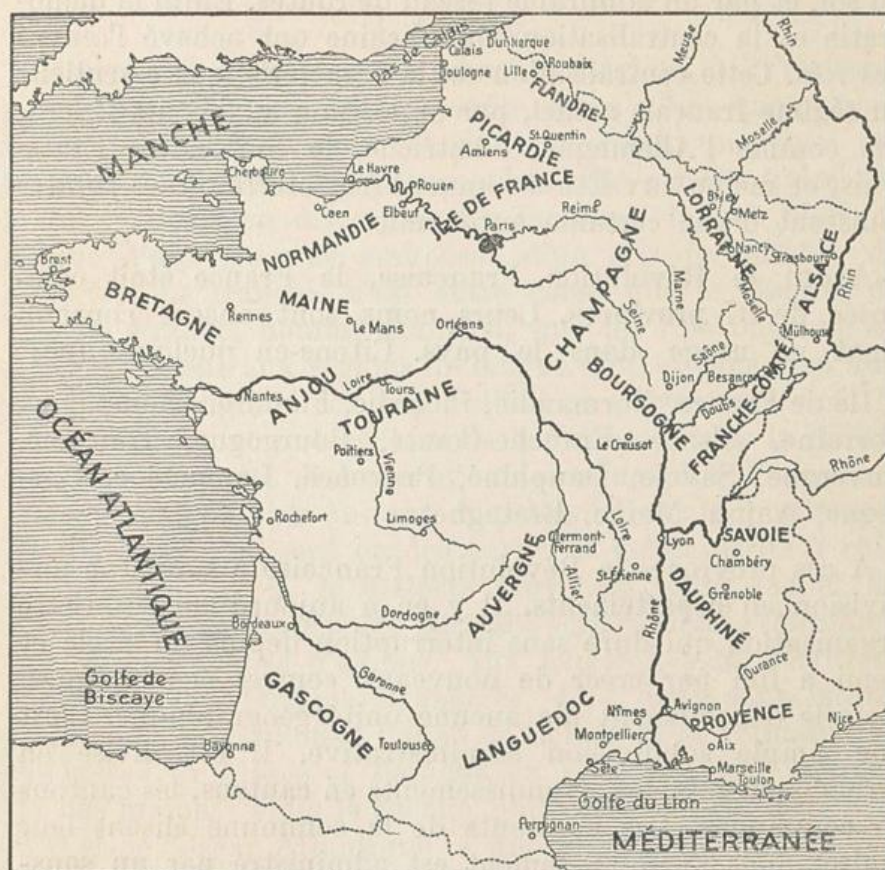 Dunkerque
Pas de Calais
Calais
Boulogne
Lille
Roubaix
FLANDRE
Meuse
Rhin
MANCHE
PICARDIE
St.Quentin
Amiens
Moselle
Cherbourg
Le Havre
Rouen
ILE DE FRANCE
Reims
Briey
Metz
Caen
Elbeuf
Paris
LORRAINE
NORMANDIE
Nancy
Strasbourg
ALSACE
Rhin
Brest
BRETAGNE
MAINE
CHAMPAGNE
Seine
Marne
Moselle
Rennes
Le Mans
Orléans
Mülhouse
Saône
ANJOU
Loire
Tours
BOURGOGNE
Dijon
Besançon
Nantes
TOURAINE
Doubs
FRANCHE-COMTÉ
OCÉAN ATLANTIQUE
Poitiers
Vienne
Le Creusot
Rhône
Rochefort
Limoges
Loire
Clermont-
Ferrand
Lyon
SAVOIE
Chambéry
AUVERGNE
Allier
St.Étienne
DAUPHINÉ
Grenoble
Dordogne
Bordeaux
Rhône
Golfe de
Biscaye
GASCOGNE
Garonne
Durance
LANGUEDOC
Nîmes
Avignon
PROVENCE
Nice
Bayonne
Toulouse
Montpellier
Aix
Sète
Marseille
Toulon
Golfe du Lion
Perpignan
MÉDITERRANÉE